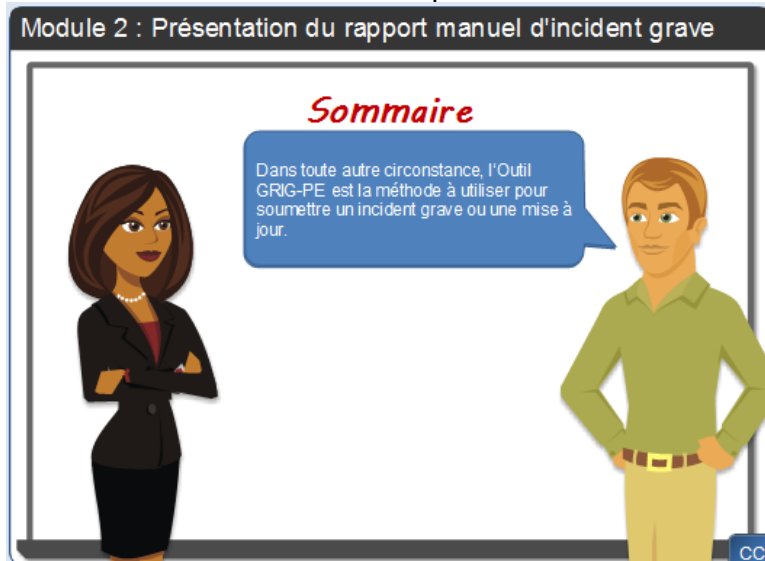 Module 2 : Présentation du rapport manuel d'incident grave
Sommaire
Dans toute autre circonstance, l'Outil
GRIG-PE est la méthode à utiliser pour
soumettre un incident grave ou une mise à
jour.
CC